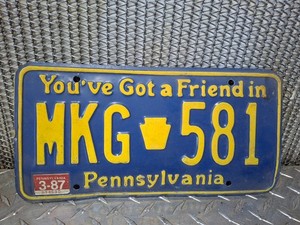 You've Got a Friend in
MKG 581
3-87
Pennsylvania